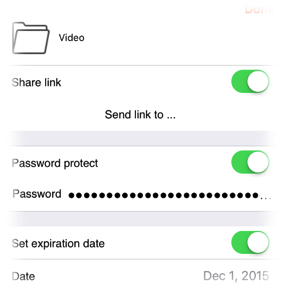 Done
Video
Share link
Send link to ...
Password protect
Password ●●●●●●●●●●●●●●●●●●●●●●●●●●...
Set expiration date
Date Dec 1, 2015